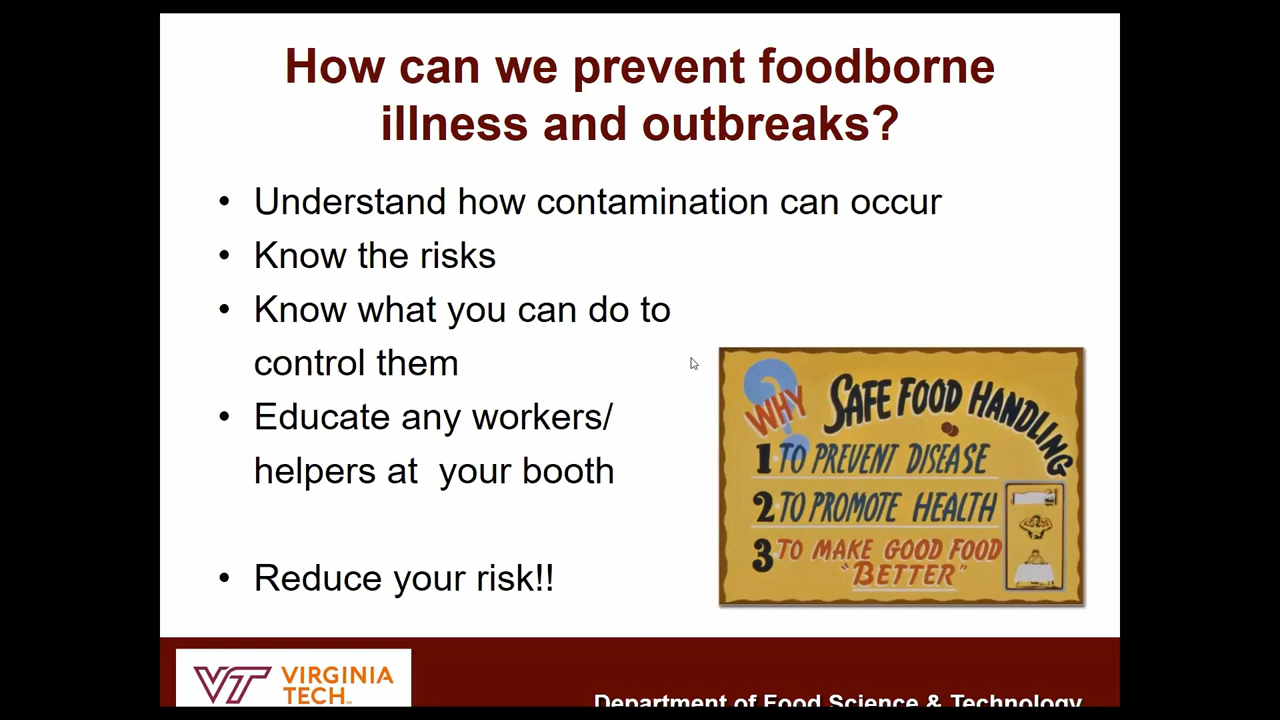 How can we prevent foodborne
illness and outbreaks?
• Understand how contamination can occur
• Know the risks
• Know what you can do to
control them
• Educate any workers/
helpers at  your booth
• Reduce your risk!!
WHY
SAFE FOOD HANDLING
1 TO PREVENT DISEASE
2 TO PROMOTE HEALTH
3 TO MAKE GOOD FOOD
"BETTER"
VT VIRGINIA
TECH™
Department of Food Science & Technology